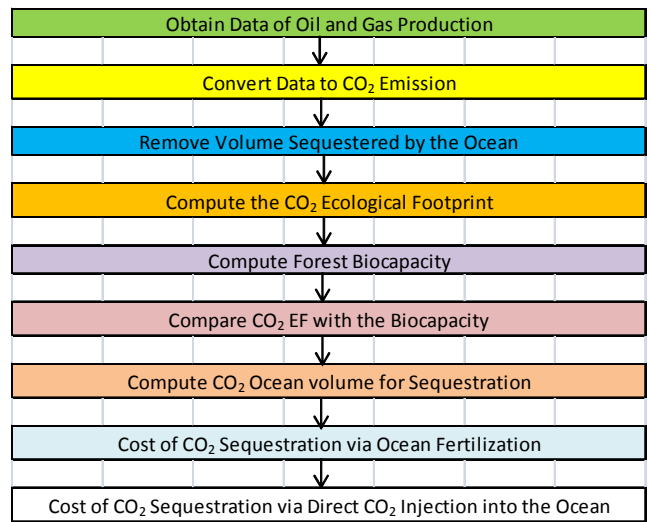 Obtain Data of Oil and Gas Production
Convert Data to CO₂ Emission
Remove Volume Sequestered by the Ocean
Compute the CO₂ Ecological Footprint
Compute Forest Biocapacity
Compare CO₂ EF with the Biocapacity
Compute CO₂ Ocean volume for Sequestration
Cost of CO₂ Sequestration via Ocean Fertilization
Cost of CO₂ Sequestration via Direct CO₂ Injection into the Ocean